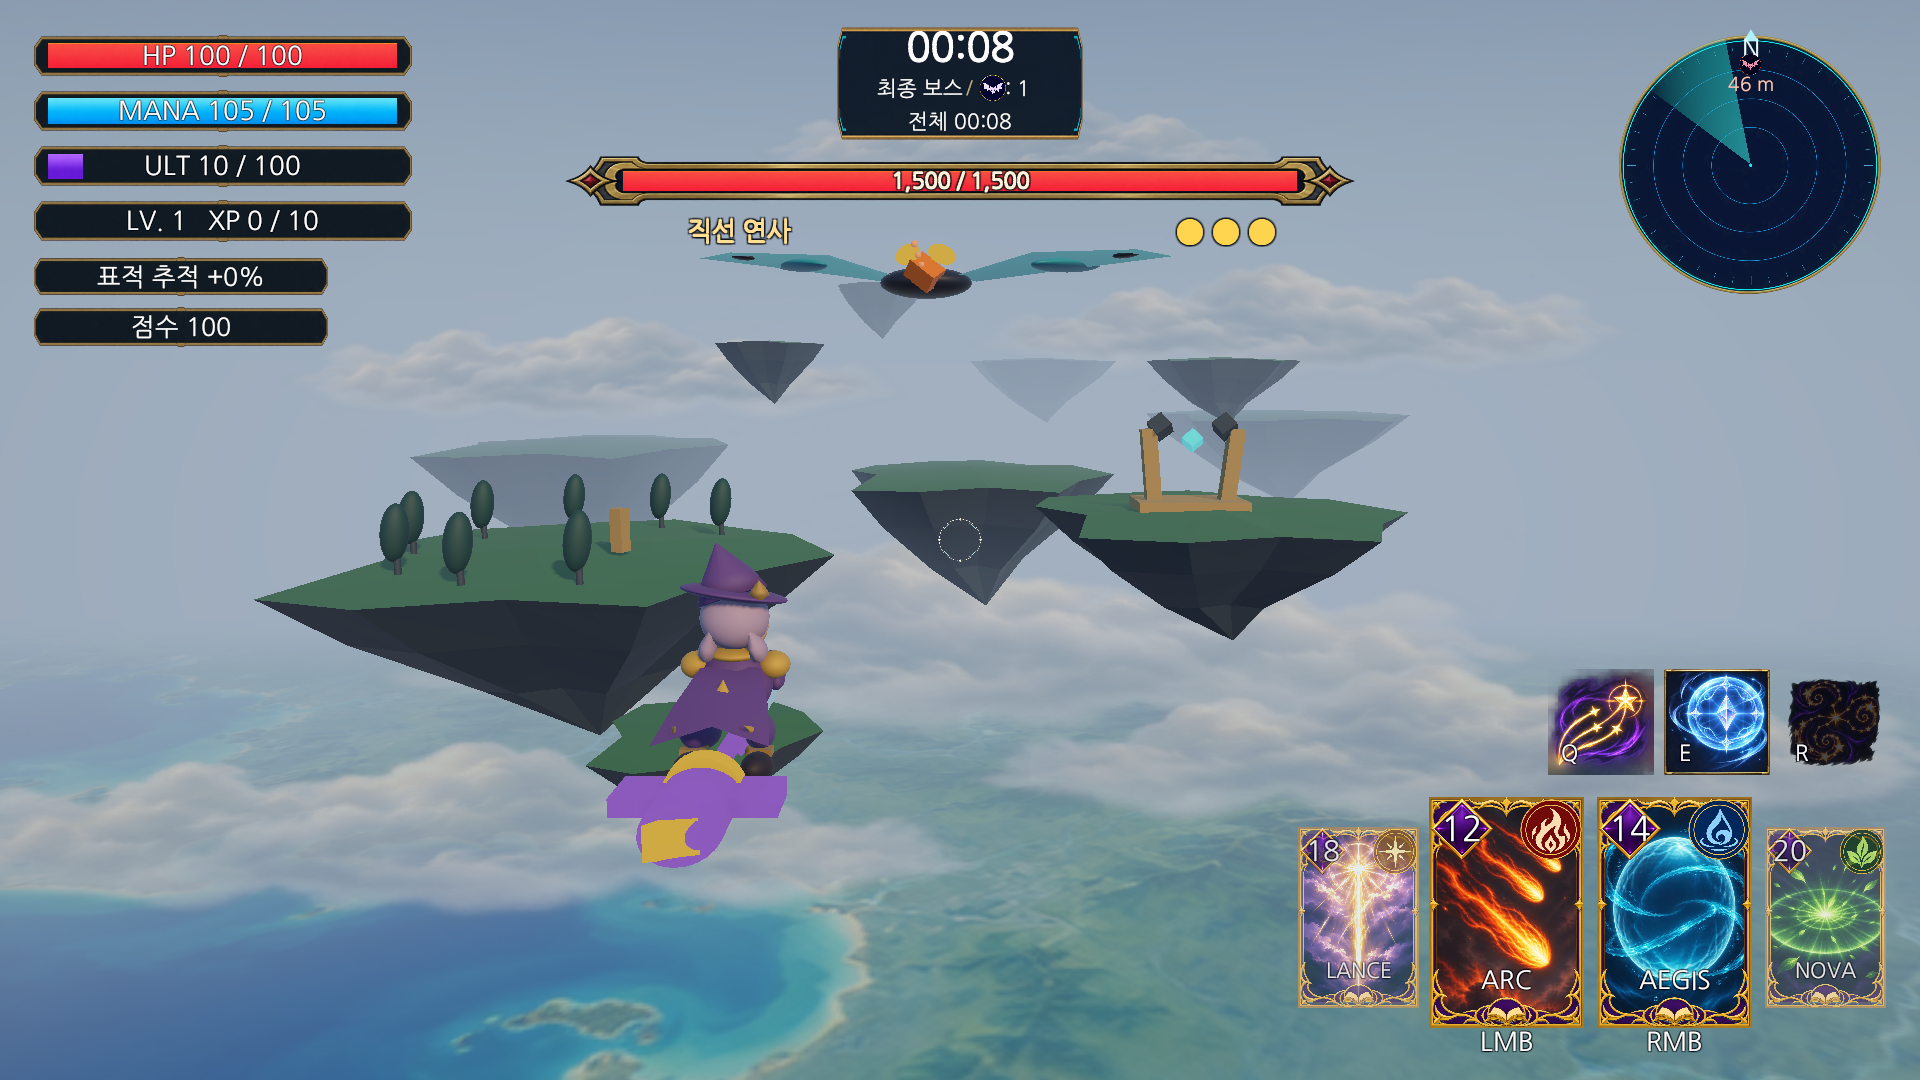 HP 100 / 100
MANA 105 / 105
ULT 10 / 100
LV. 1 XP 0 / 10
표적 추적 +0%
점수 100
00:08
최종 보스 / : 1
전체 00:08
1,500 / 1,500
직선 연사
N
46 m
Q
E
R
18
LANCE
12
ARC
LMB
14
AEGIS
RMB
20
NOVA